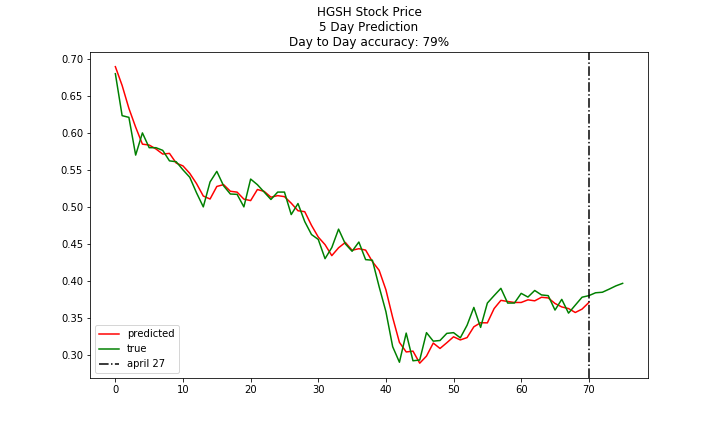 HGSH Stock Price
5 Day Prediction
Day to Day accuracy: 79%
0.70
0.65
0.60
0.55
0.50
0.45
0.40
0.35
0.30
predicted
true
april 27
0 10 20 30 40 50 60 70